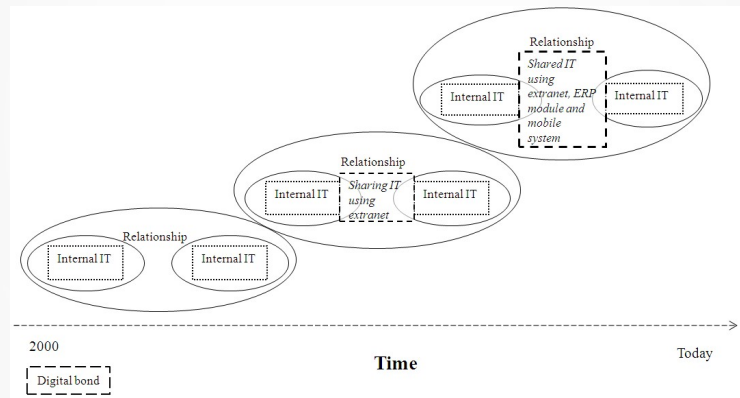 Relationship
Shared IT
using
extranet, ERP
module and
mobile
system
Internal IT
Internal IT
Relationship
Sharing IT
using
extranet
Internal IT
Internal IT
Relationship
Internal IT
Internal IT
2000
Time
Today
Digital bond